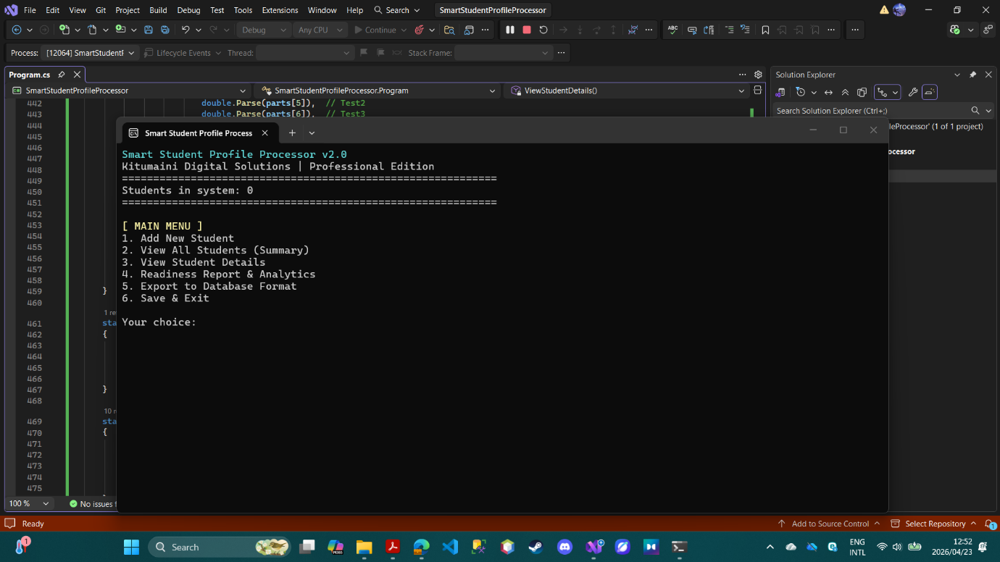 File Edit View Git Project Build Debug Test Tools Extensions Window Help Search SmartStudentProfileProcessor
Debug Any CPU Continue
Process: [12064] SmartStudentP Lifecycle Events Thread: Stack Frame:
Program.cs
SmartStudentProfileProcessor SmartStudentProfileProcessor.Program ViewStudentDetails()
442 double.Parse(parts[5]), // Test2
443 double.Parse(parts[6]), // Test3
444
445
446
447
448
449
450
451
452
453
454
455
456
457
458
459 }
460
1 re
461 sta
462 {
463
464
465
466
467 }
468
10 r
469 sta
470 {
471
472
473
474
475
100 % No issues f
Smart Student Profile Process
Smart Student Profile Processor v2.0
Kitumaini Digital Solutions | Professional Edition
============================================================
Students in system: 0
============================================================
[ MAIN MENU ]
1. Add New Student
2. View All Students (Summary)
3. View Student Details
4. Readiness Report & Analytics
5. Export to Database Format
6. Save & Exit
Your choice:
Solution Explorer
Search Solution Explorer (Ctrl+;)
leProcessor' (1 of 1 project)
ocessor
Ready Add to Source Control Select Repository 1
1 Search ENG INTL 12:52 2026/04/23